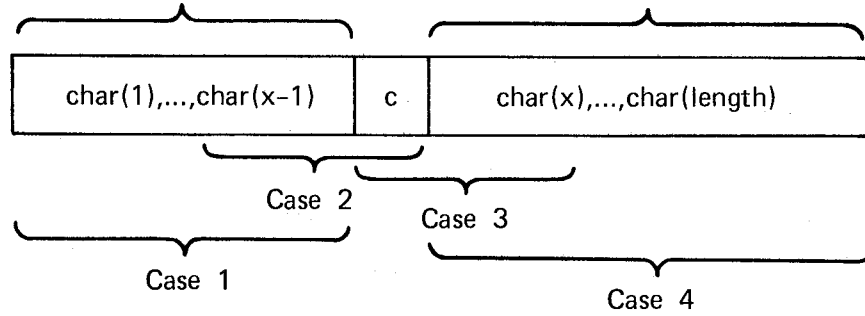 char(1),...,char(x-1) c char(x),...,char(length)
Case 2
Case 3
Case 1
Case 4